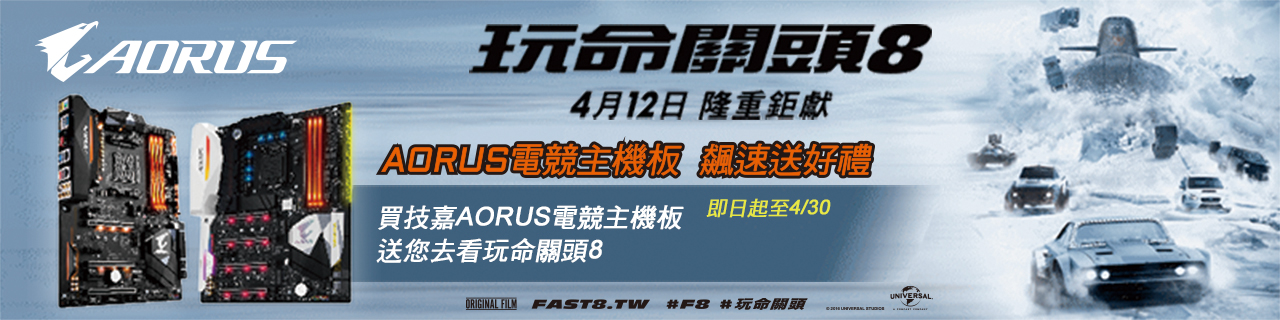 AORUS
玩命關頭8
4月12日 隆重鉅獻
AORUS電競主機板 飆速送好禮
買技嘉AORUS電競主機板 即日起至4/30
送您去看玩命關頭8
ORIGINAL FILM FAST8.TW #F8 #玩命關頭 © 2016 UNIVERSAL STUDIOS UNIVERSAL